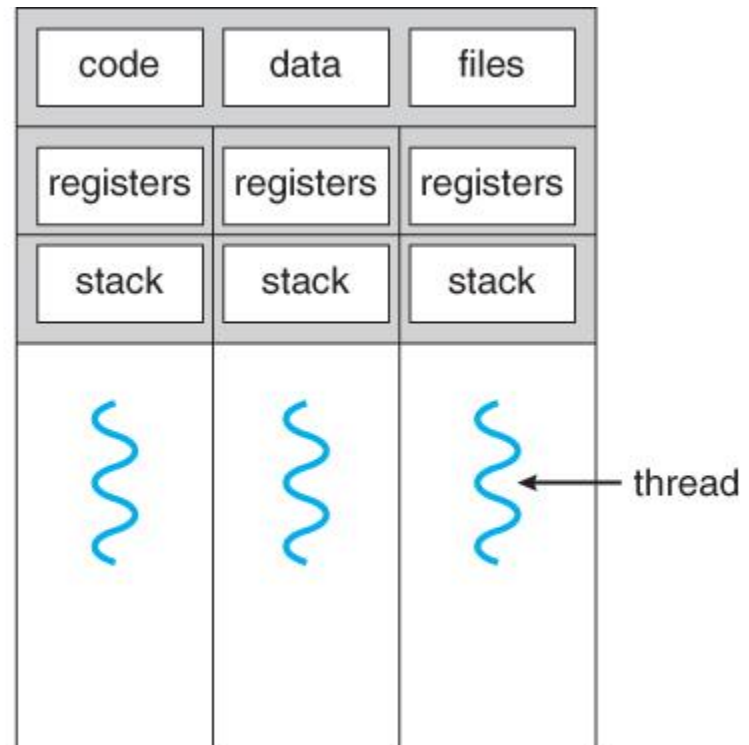 code data files
registers registers registers
stack stack stack
thread